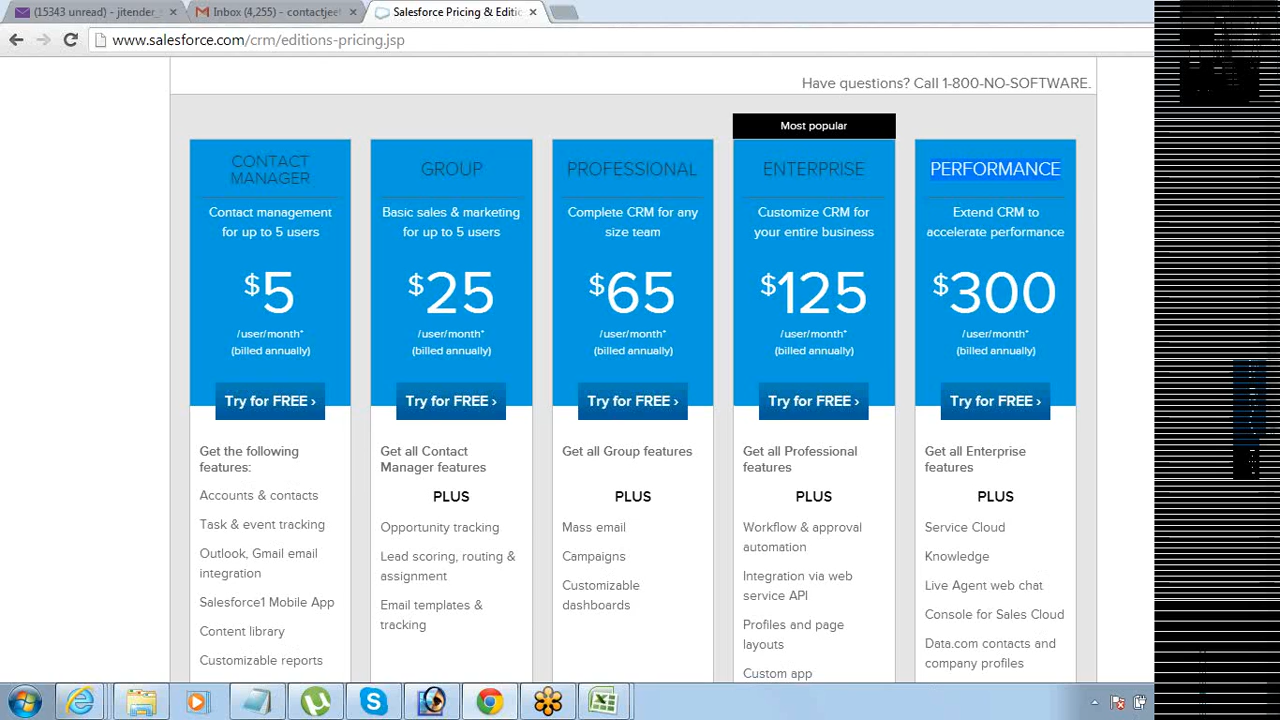 (15343 unread) - jitender
Inbox (4,255) - contactiec
Salesforce Pricing & Editi
www.salesforce.com/crm/editions-pricing.jsp
Have questions? Call 1-800-NO-SOFTWARE.
Most popular
CONTACT
MANAGER
Contact management
for up to 5 users
$5
/user/month*
(billed annually)
Try for FREE ›
Get the following
features:
Accounts & contacts
Task & event tracking
Outlook, Gmail email
integration
Salesforce1 Mobile App
Content library
Customizable reports
GROUP
Basic sales & marketing
for up to 5 users
$25
/user/month*
(billed annually)
Try for FREE ›
Get all Contact
Manager features
PLUS
Opportunity tracking
Lead scoring, routing &
assignment
Email templates &
tracking
PROFESSIONAL
Complete CRM for any
size team
$65
/user/month*
(billed annually)
Try for FREE ›
Get all Group features
PLUS
Mass email
Campaigns
Customizable
dashboards
ENTERPRISE
Customize CRM for
your entire business
$125
/user/month*
(billed annually)
Try for FREE ›
Get all Professional
features
PLUS
Workflow & approval
automation
Integration via web
service API
Profiles and page
layouts
Custom app
PERFORMANCE
Extend CRM to
accelerate performance
$300
/user/month*
(billed annually)
Try for FREE ›
Get all Enterprise
features
PLUS
Service Cloud
Knowledge
Live Agent web chat
Console for Sales Cloud
Data.com contacts and
company profiles